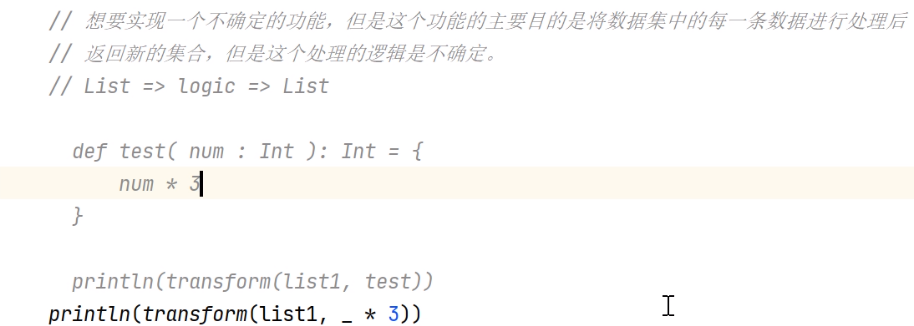 // 想要实现一个不确定的功能，但是这个功能的主要目的是将数据集中的每一条数据进行处理后
// 返回新的集合，但是这个处理的逻辑是不确定。
// List => logic => List
def test( num : Int ): Int = {
num * 3
}
println(transform(list1, test))
println(transform(list1, _ * 3))